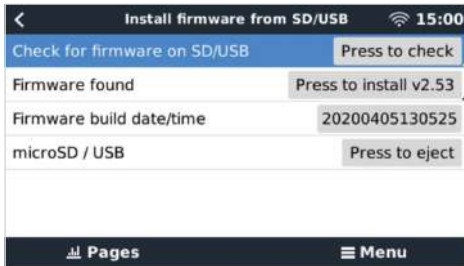 Install firmware from SD/USB 15:00
Check for firmware on SD/USB Press to check
Firmware found Press to install v2.53
Firmware build date/time 20200405130525
microSD / USB Press to eject
Pages Menu